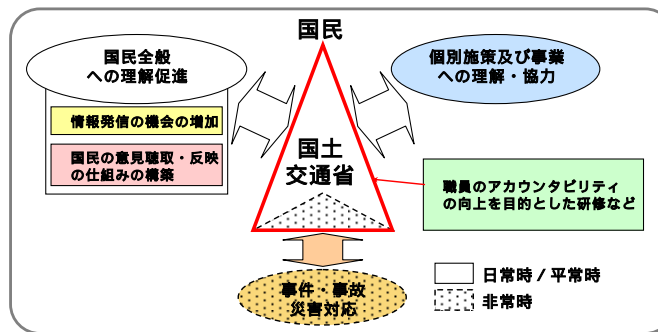 国民
国民全般
への理解促進
個別施策及び事業
への理解・協力
情報発信の機会の増加
国民の意見聴取・反映
の仕組みの構築
国土
交通省
職員のアカウンタビリティ
の向上を目的とした研修など
事件・事故
災害対応
日常時/平常時
非常時